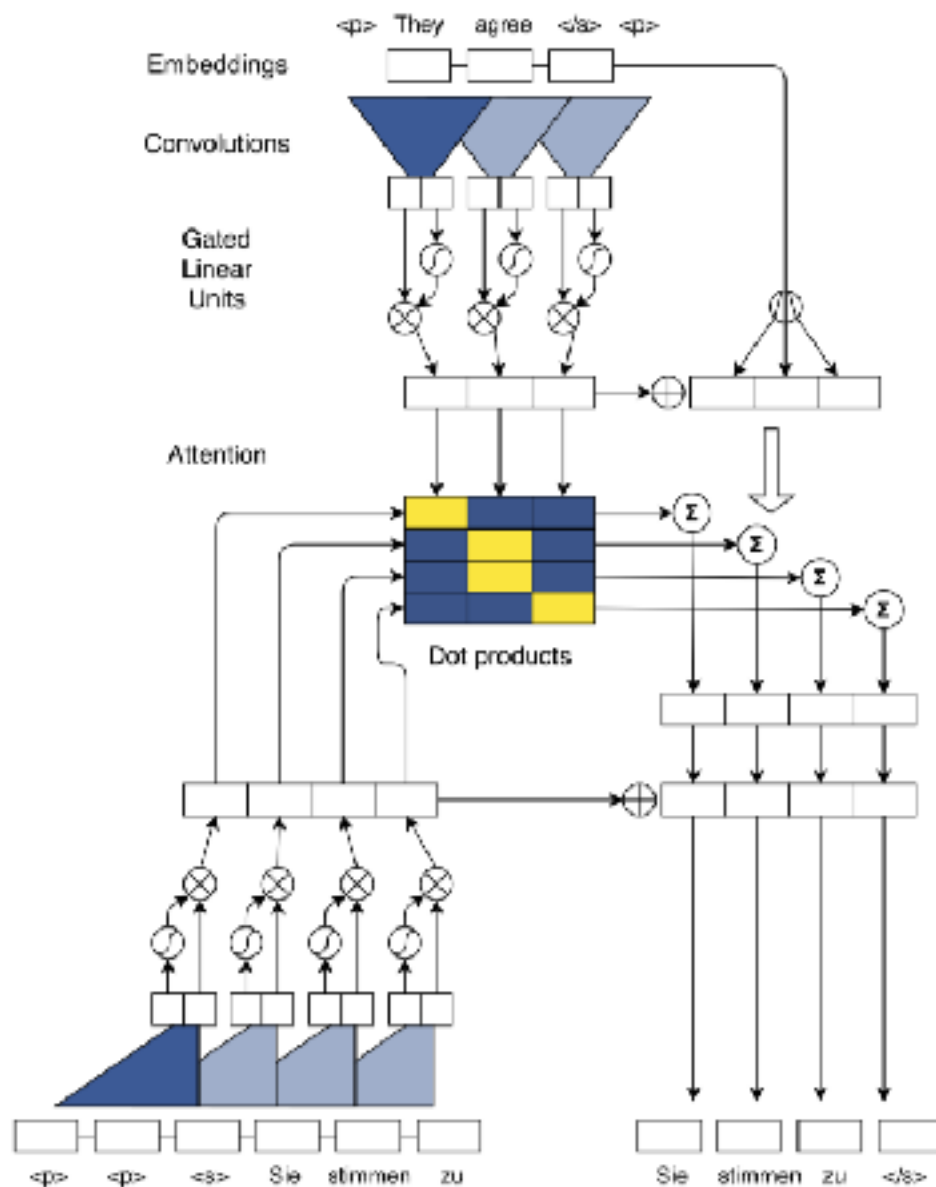 <p> They agree </s> <p>
Embeddings
Convolutions
Gated
Linear
Units
Attention
Σ
Σ
Σ
Σ
Dot products
<p> <p> <s> Sie stimmen zu
Sie stimmen zu </s>